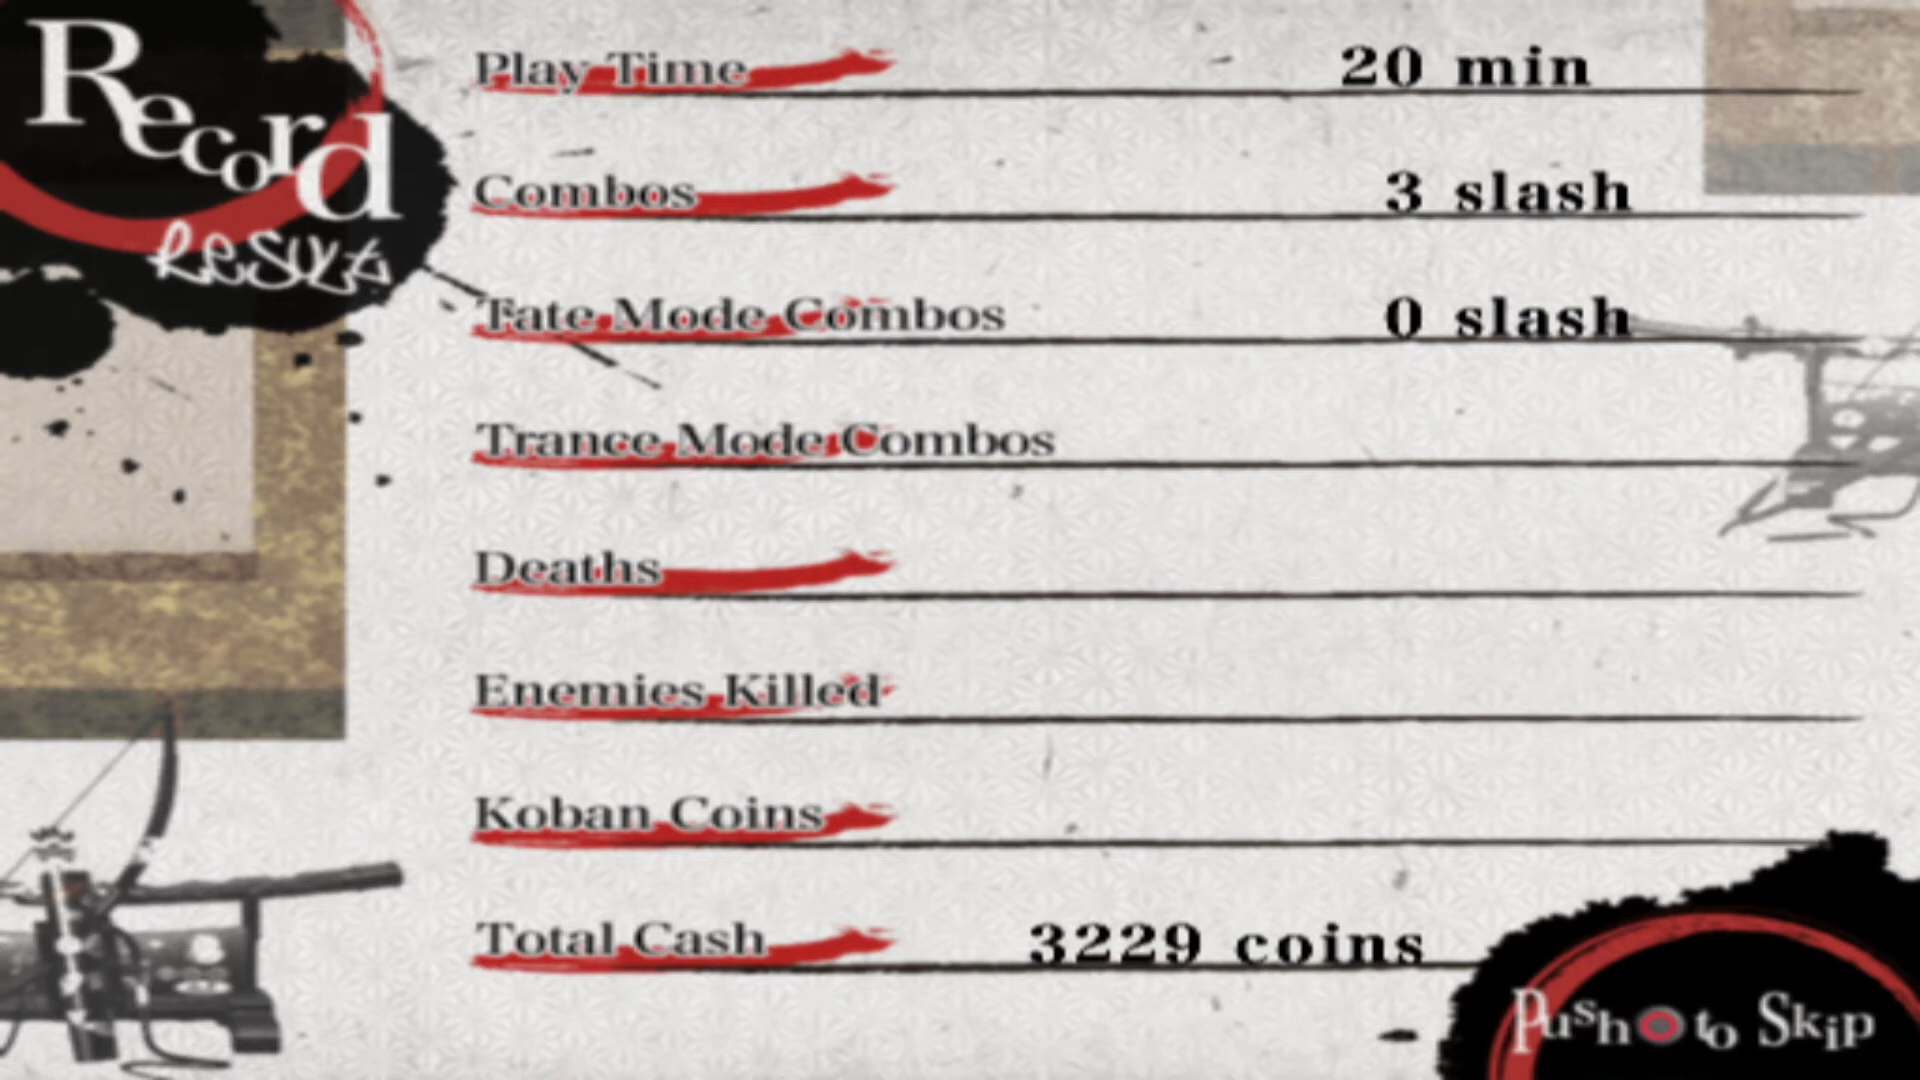 Record
Result
Play Time 20 min
Combos 3 slash
Tate Mode Combos 0 slash
Trance Mode Combos
Deaths
Enemies Killed
Koban Coins
Total Cash 3229 coins
Push to Skip